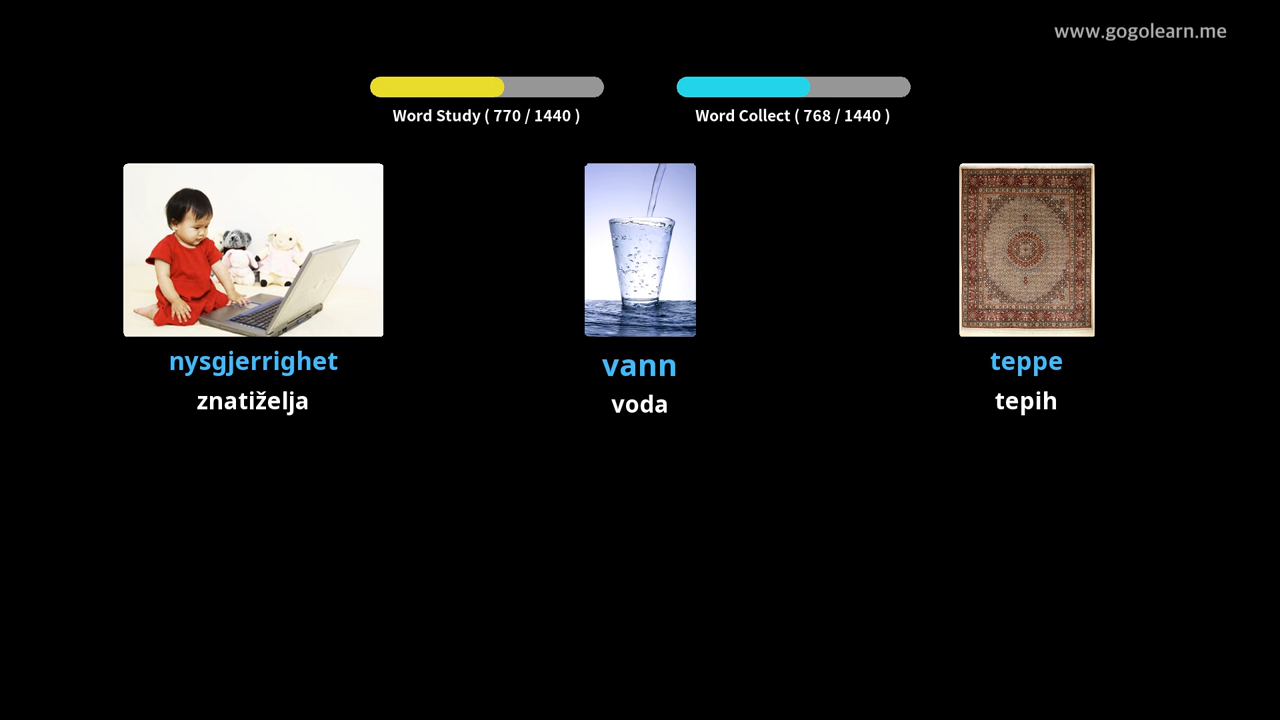 www.gogolearn.me
Word Study ( 770 / 1440 )
Word Collect ( 768 / 1440 )
nysgjerrighet
znatiželja
vann
voda
teppe
tepih